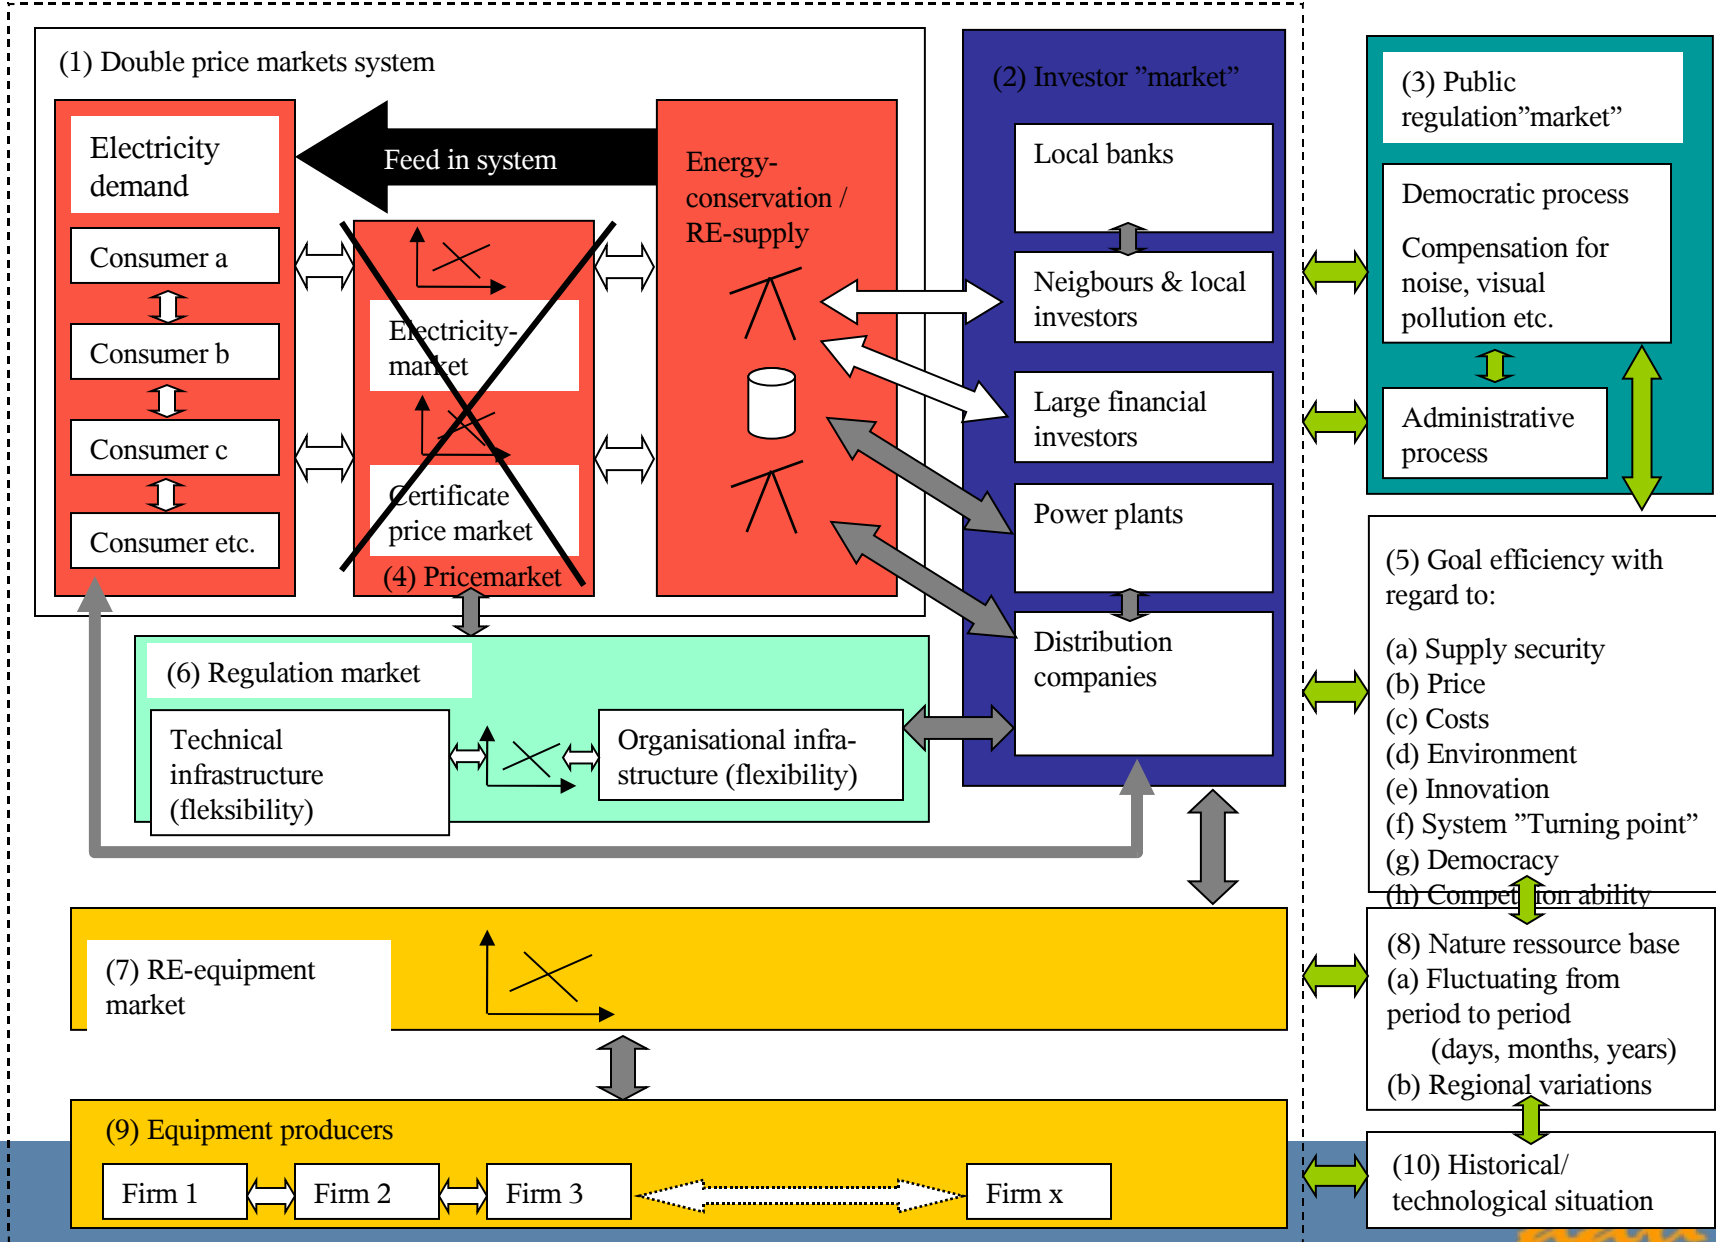 (1) Double price markets system
Electricity
demand
Consumer a
Consumer b
Consumer c
Consumer etc.
Feed in system
Electricity-
market
Certificate
price market
(4) Pricemarket
Energy-
conservation /
RE-supply
(2) Investor ”market”
Local banks
Neigbours & local
investors
Large financial
investors
Power plants
Distribution
companies
(3) Public
regulation”market”
Democratic process
Compensation for
noise, visual
pollution etc.
Administrative
process
(5) Goal efficiency with
regard to:
(a) Supply security
(b) Price
(c) Costs
(d) Environment
(e) Innovation
(f) System ”Turning point”
(g) Democracy
(h) Competition ability
(6) Regulation market
Technical
infrastructure
(fleksibility)
Organisational infra-
structure (flexibility)
(7) RE-equipment
market
(8) Nature ressource base
(a) Fluctuating from
period to period
(days, months, years)
(b) Regional variations
(9) Equipment producers
Firm 1
Firm 2
Firm 3
Firm x
(10) Historical/
technological situation